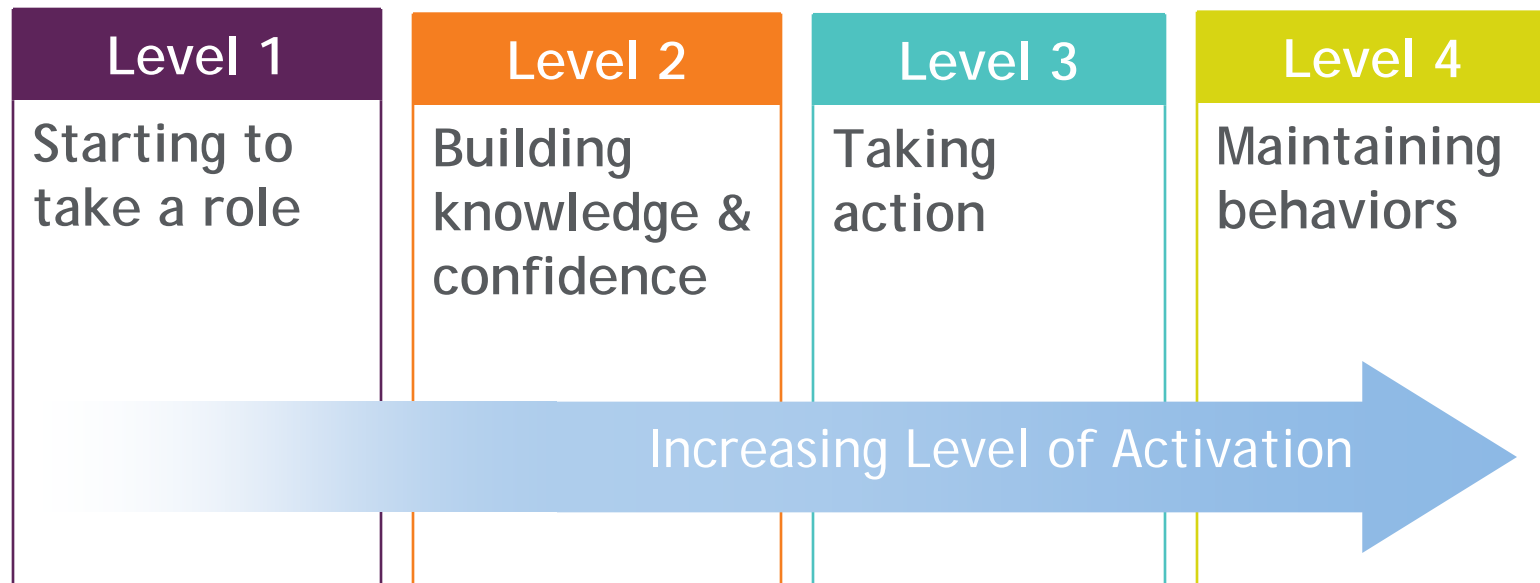 Level 1
Starting to
take a role
Level 2
Building
knowledge &
confidence
Level 3
Taking
action
Level 4
Maintaining
behaviors
Increasing Level of Activation